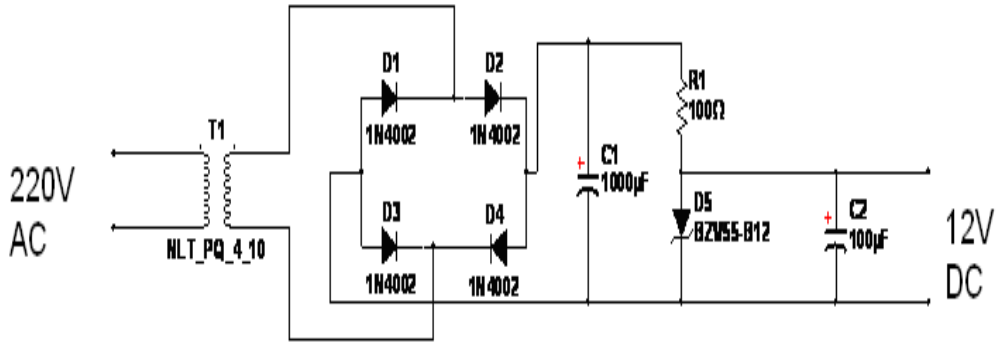 220V
AC
T1
NLT_PQ_4_10
D1
1N4002
D2
1N4002
D3
1N4002
D4
1N4002
+
C1
1000µF
R1
100Ω
D5
BZV55-B12
+
C2
100µF
12V
DC